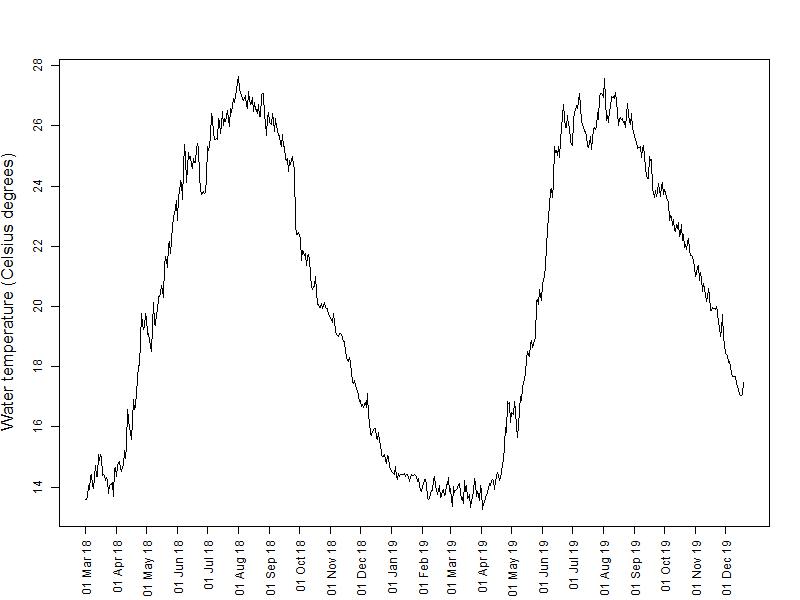 Water temperature (Celsius degrees)
28
26
24
22
20
18
16
14
01 Mar 18
01 Apr 18
01 May 18
01 Jun 18
01 Jul 18
01 Aug 18
01 Sep 18
01 Oct 18
01 Nov 18
01 Dec 18
01 Jan 19
01 Feb 19
01 Mar 19
01 Apr 19
01 May 19
01 Jun 19
01 Jul 19
01 Aug 19
01 Sep 19
01 Oct 19
01 Nov 19
01 Dec 19